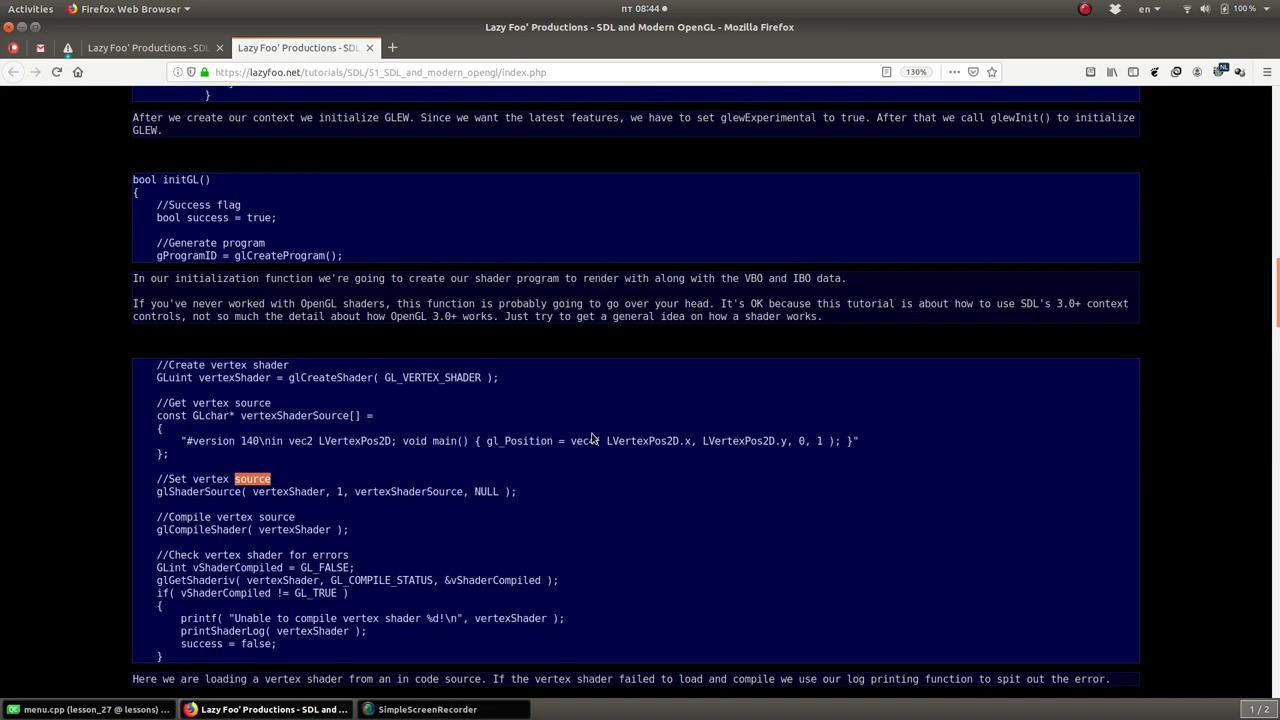 Activities Firefox Web Browser пт 08:44 en 100 %
Lazy Foo' Productions - SDL and Modern OpenGL - Mozilla Firefox
Lazy Foo' Productions - SDL Lazy Foo' Productions - SDL
https://lazyfoo.net/tutorials/SDL/51_SDL_and_modern_opengl/index.php 130% NL
}
After we create our context we initialize GLEW. Since we want the latest features, we have to set glewExperimental to true. After that we call glewInit() to initialize
GLEW.
bool initGL()
{
//Success flag
bool success = true;
//Generate program
gProgramID = glCreateProgram();
In our initialization function we're going to create our shader program to render with along with the VBO and IBO data.
If you've never worked with OpenGL shaders, this function is probably going to go over your head. It's OK because this tutorial is about how to use SDL's 3.0+ context
controls, not so much the detail about how OpenGL 3.0+ works. Just try to get a general idea on how a shader works.
//Create vertex shader
GLuint vertexShader = glCreateShader( GL_VERTEX_SHADER );
//Get vertex source
const GLchar* vertexShaderSource[] =
{
"#version 140\nin vec2 LVertexPos2D; void main() { gl_Position = vec4( LVertexPos2D.x, LVertexPos2D.y, 0, 1 ); }"
};
//Set vertex source
glShaderSource( vertexShader, 1, vertexShaderSource, NULL );
//Compile vertex source
glCompileShader( vertexShader );
//Check vertex shader for errors
GLint vShaderCompiled = GL_FALSE;
glGetShaderiv( vertexShader, GL_COMPILE_STATUS, &vShaderCompiled );
if( vShaderCompiled != GL_TRUE )
{
printf( "Unable to compile vertex shader %d!\n", vertexShader );
printShaderLog( vertexShader );
success = false;
}
Here we are loading a vertex shader from an in code source. If the vertex shader failed to load and compile we use our log printing function to spit out the error.
menu.cpp (lesson_27 @ lessons) ... Lazy Foo' Productions - SDL and ... SimpleScreenRecorder 1 / 2